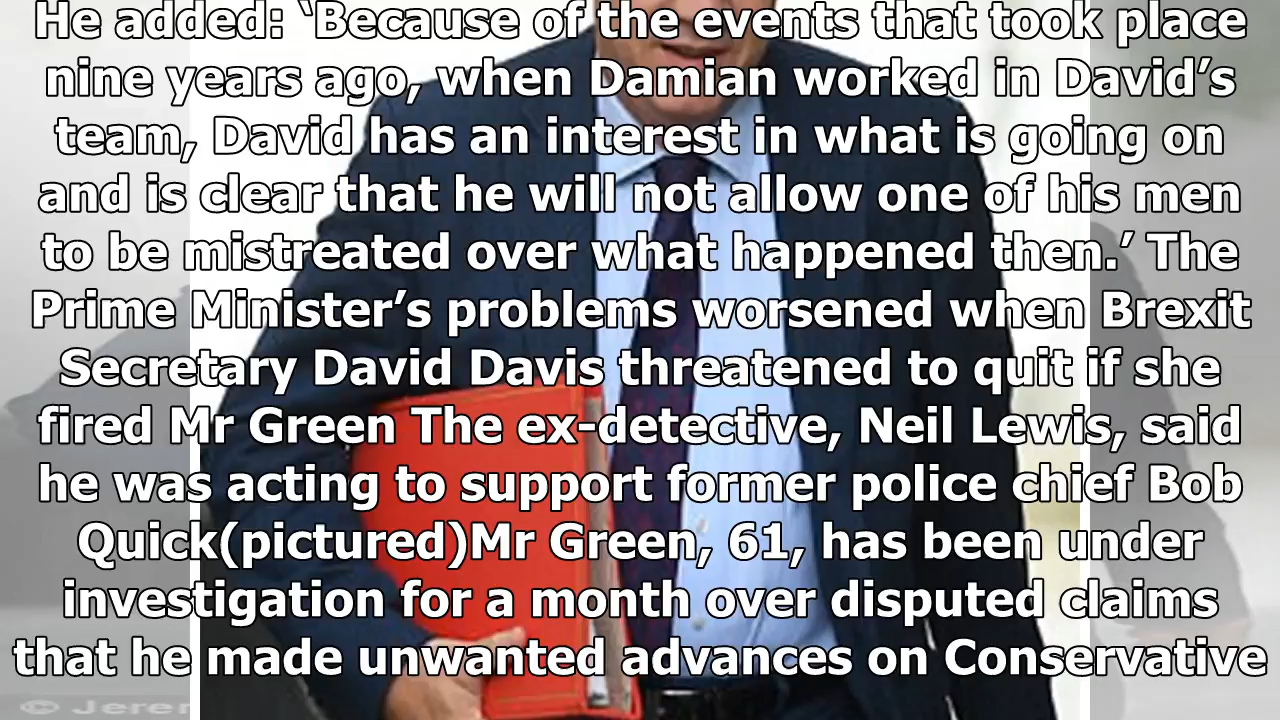 He added: ‘Because of the events that took place
nine years ago, when Damian worked in David’s
team, David has an interest in what is going on
and is clear that he will not allow one of his men
to be mistreated over what happened then.’ The
Prime Minister’s problems worsened when Brexit
Secretary David Davis threatened to quit if she
fired Mr Green The ex-detective, Neil Lewis, said
he was acting to support former police chief Bob
Quick(pictured)Mr Green, 61, has been under
investigation for a month over disputed claims
that he made unwanted advances on Conservative